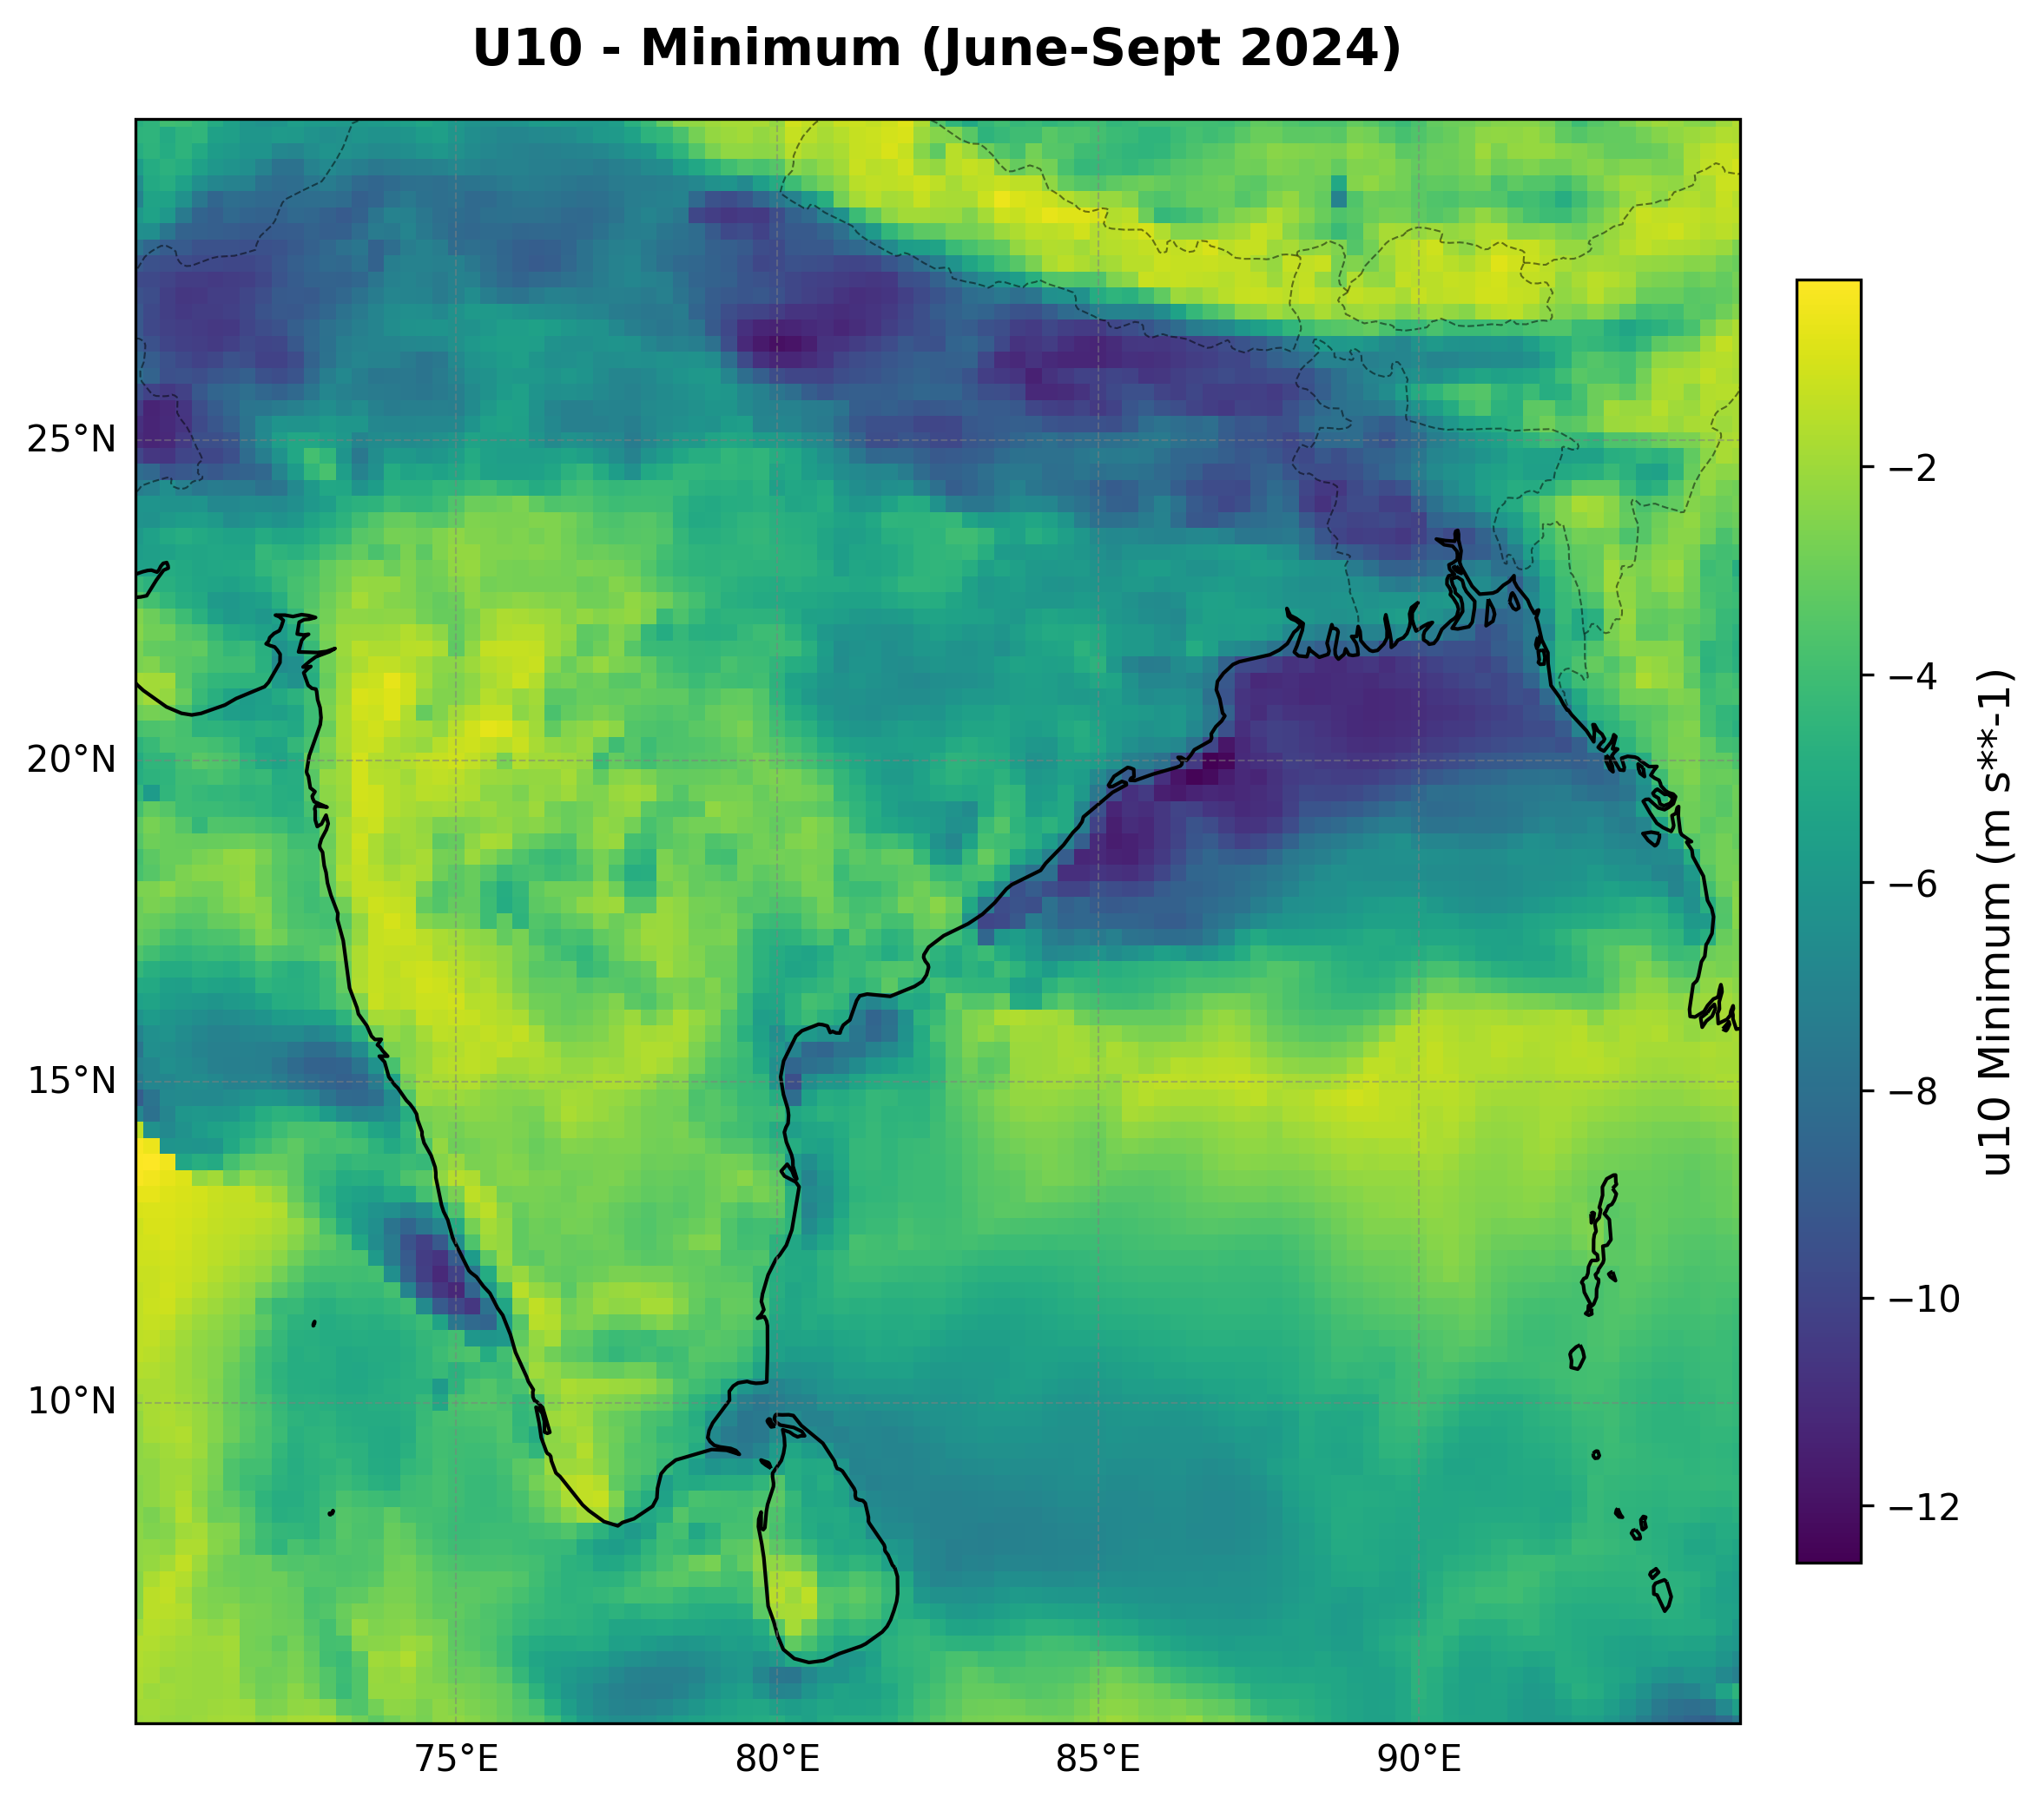 U10 - Minimum (June-Sept 2024)
25°N
20°N
15°N
10°N
75°E
80°E
85°E
90°E
−2
−4
−6
−8
−10
−12
u10 Minimum (m s**-1)